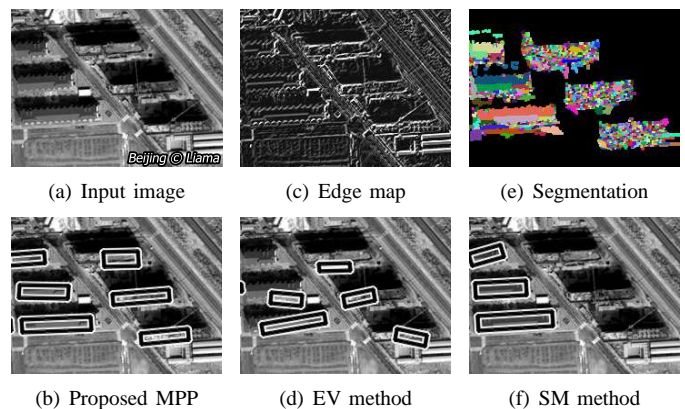 Beijing © Liama
(a) Input image
(c) Edge map
(e) Segmentation
(b) Proposed MPP
(d) EV method
(f) SM method